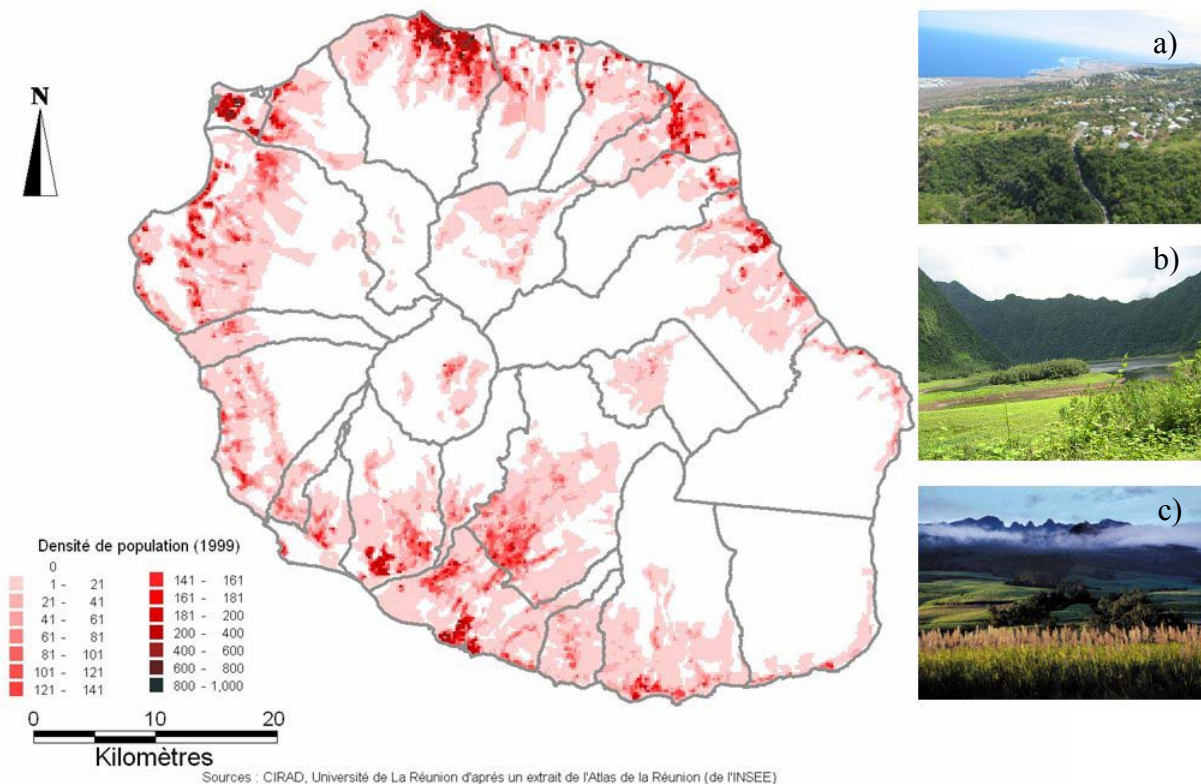 N
a)
b)
c)
Densité de population (1999)
0
1 - 21
21 - 41
41 - 61
61 - 81
81 - 101
101 - 121
121 - 141
141 - 161
161 - 181
181 - 200
200 - 400
400 - 600
600 - 800
800 - 1,000
0 10 20
Kilomètres
Sources : CIRAD, Université de La Réunion d'aprés un extrait de l'Atlas de la Réunion (de l'INSEE)